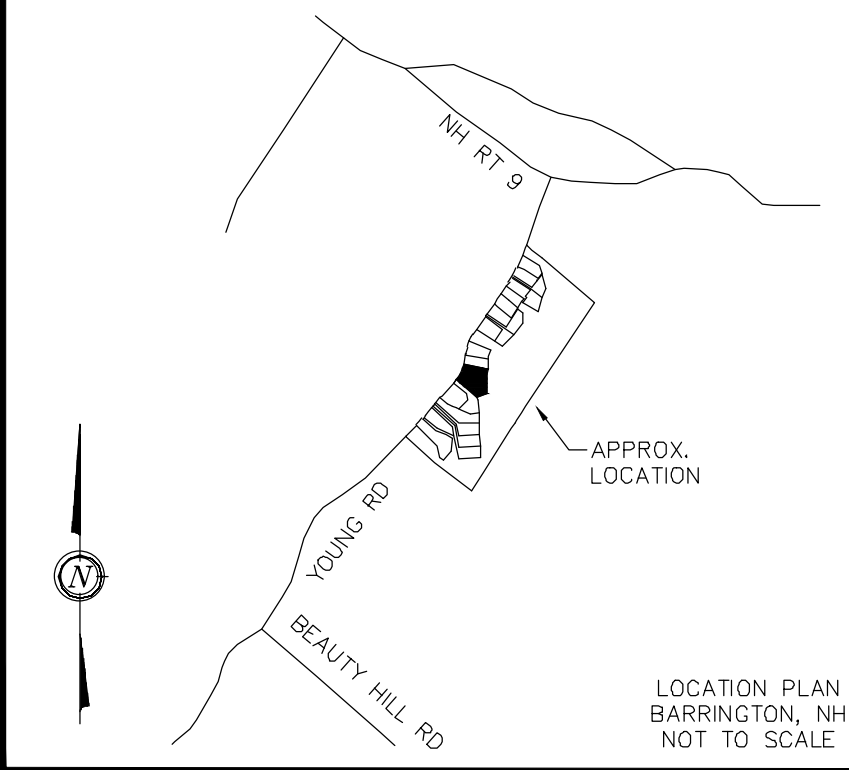 NH RT 9
APPROX.
LOCATION
YOUNG RD
N
BEAUTY HILL RD
LOCATION PLAN
BARRINGTON, NH
NOT TO SCALE